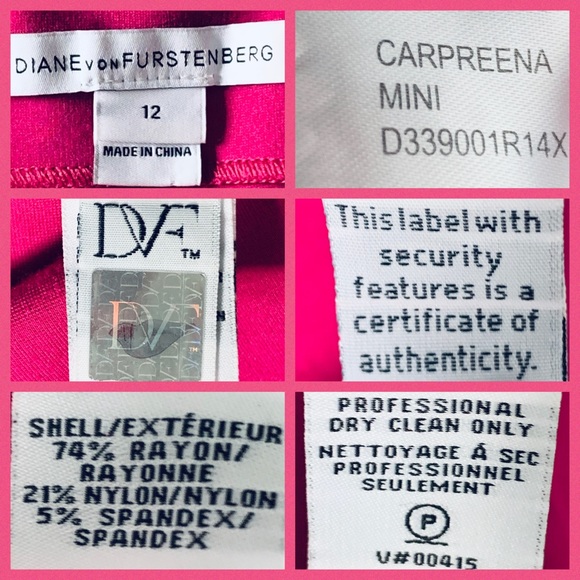 DIANE VON FURSTENBERG
12
MADE IN CHINA
CARPREENA
MINI
D339001R14X
DVF™
DVF™
This label with
security
features is a
certificate of
authenticity.
SHELL/EXTÉRIEUR
74% RAYON/
RAYONNE
21% NYLON/NYLON
5% SPANDEX/
SPANDEX
PROFESSIONAL
DRY CLEAN ONLY
NETTOYAGE Á SEC
PROFESSIONNEL
SEULEMENT
P
V#00415